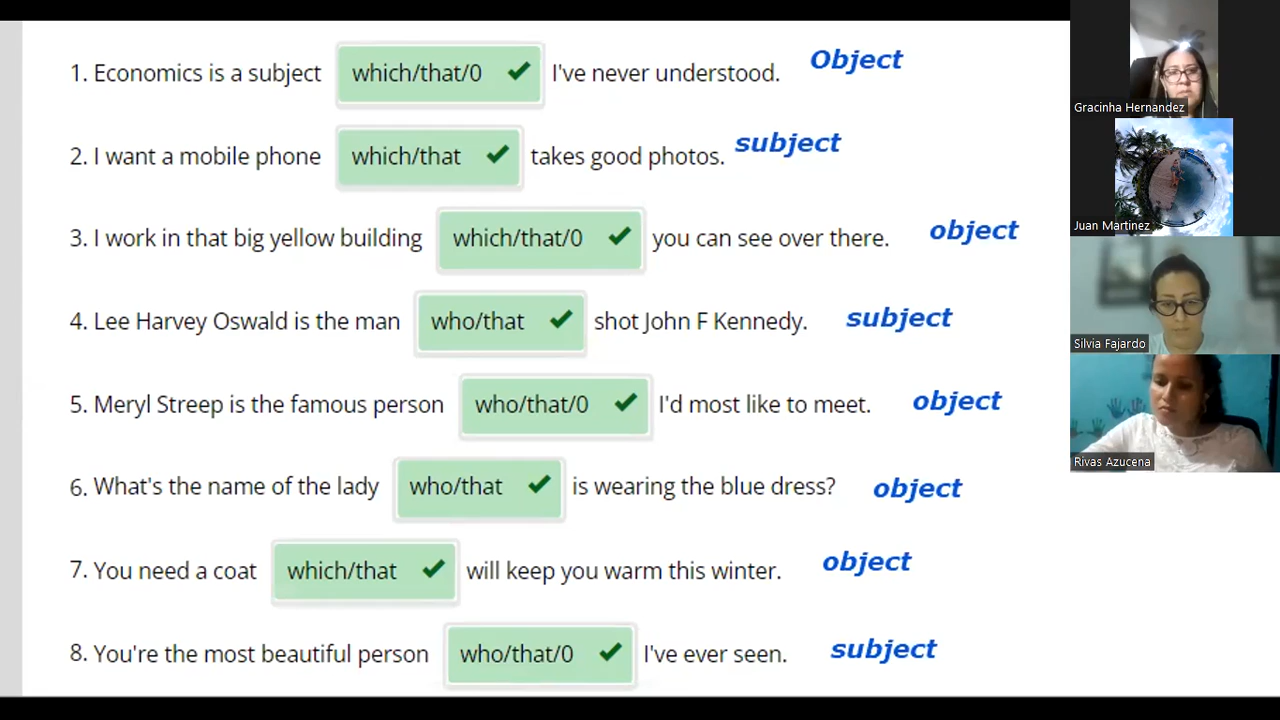 1. Economics is a subject which/that/0 ✔ I've never understood. Object
2. I want a mobile phone which/that ✔ takes good photos. subject
3. I work in that big yellow building which/that/0 ✔ you can see over there. object
4. Lee Harvey Oswald is the man who/that ✔ shot John F Kennedy. subject
5. Meryl Streep is the famous person who/that/0 ✔ I'd most like to meet. object
6. What's the name of the lady who/that ✔ is wearing the blue dress? object
7. You need a coat which/that ✔ will keep you warm this winter. object
8. You're the most beautiful person who/that/0 ✔ I've ever seen. subject
Gracinha Hernandez
Juan Martinez
Silvia Fajardo
Rivas Azucena